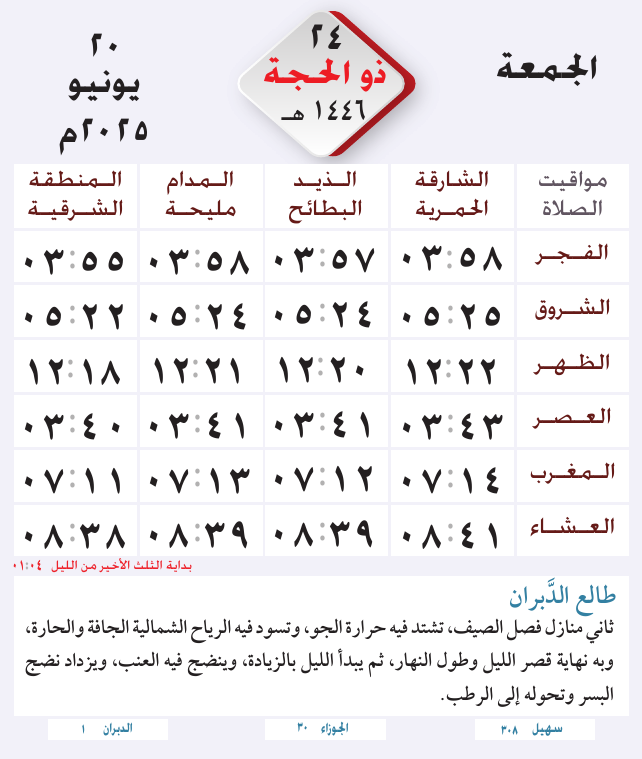 الجمعة
٢٤
ذو الحجة
١٤٤٦ هـ
٢٠
يونيو
٢٠٢٥م
مواقيت الصلاة | الشارقة الحمرية | الذيد البطائح | المدام مليحة | المنطقة الشرقية
الفجر ٠٣:٥٨ ٠٣:٥٧ ٠٣:٥٨ ٠٣:٥٥
الشروق ٠٥:٢٥ ٠٥:٢٤ ٠٥:٢٤ ٠٥:٢٢
الظهر ١٢:٢٢ ١٢:٢٠ ١٢:٢١ ١٢:١٨
العصر ٠٣:٤٣ ٠٣:٤١ ٠٣:٤١ ٠٣:٤٠
المغرب ٠٧:١٤ ٠٧:١٢ ٠٧:١٣ ٠٧:١١
العشاء ٠٨:٤١ ٠٨:٣٩ ٠٨:٣٩ ٠٨:٣٨
بداية الثلث الأخير من الليل ٠١:٠٤
طالع الدَّبران
ثاني منازل فصل الصيف، تشتد فيه حرارة الجو، وتسود فيه الرياح الشمالية الجافة والحارة،
وبه نهاية قصر الليل وطول النهار، ثم يبدأ الليل بالزيادة، وينضج فيه العنب، ويزداد نضج
البسر وتحوله إلى الرطب.
سهيل ٣٠٨
الجوزاء ٣٠
الدبران ١